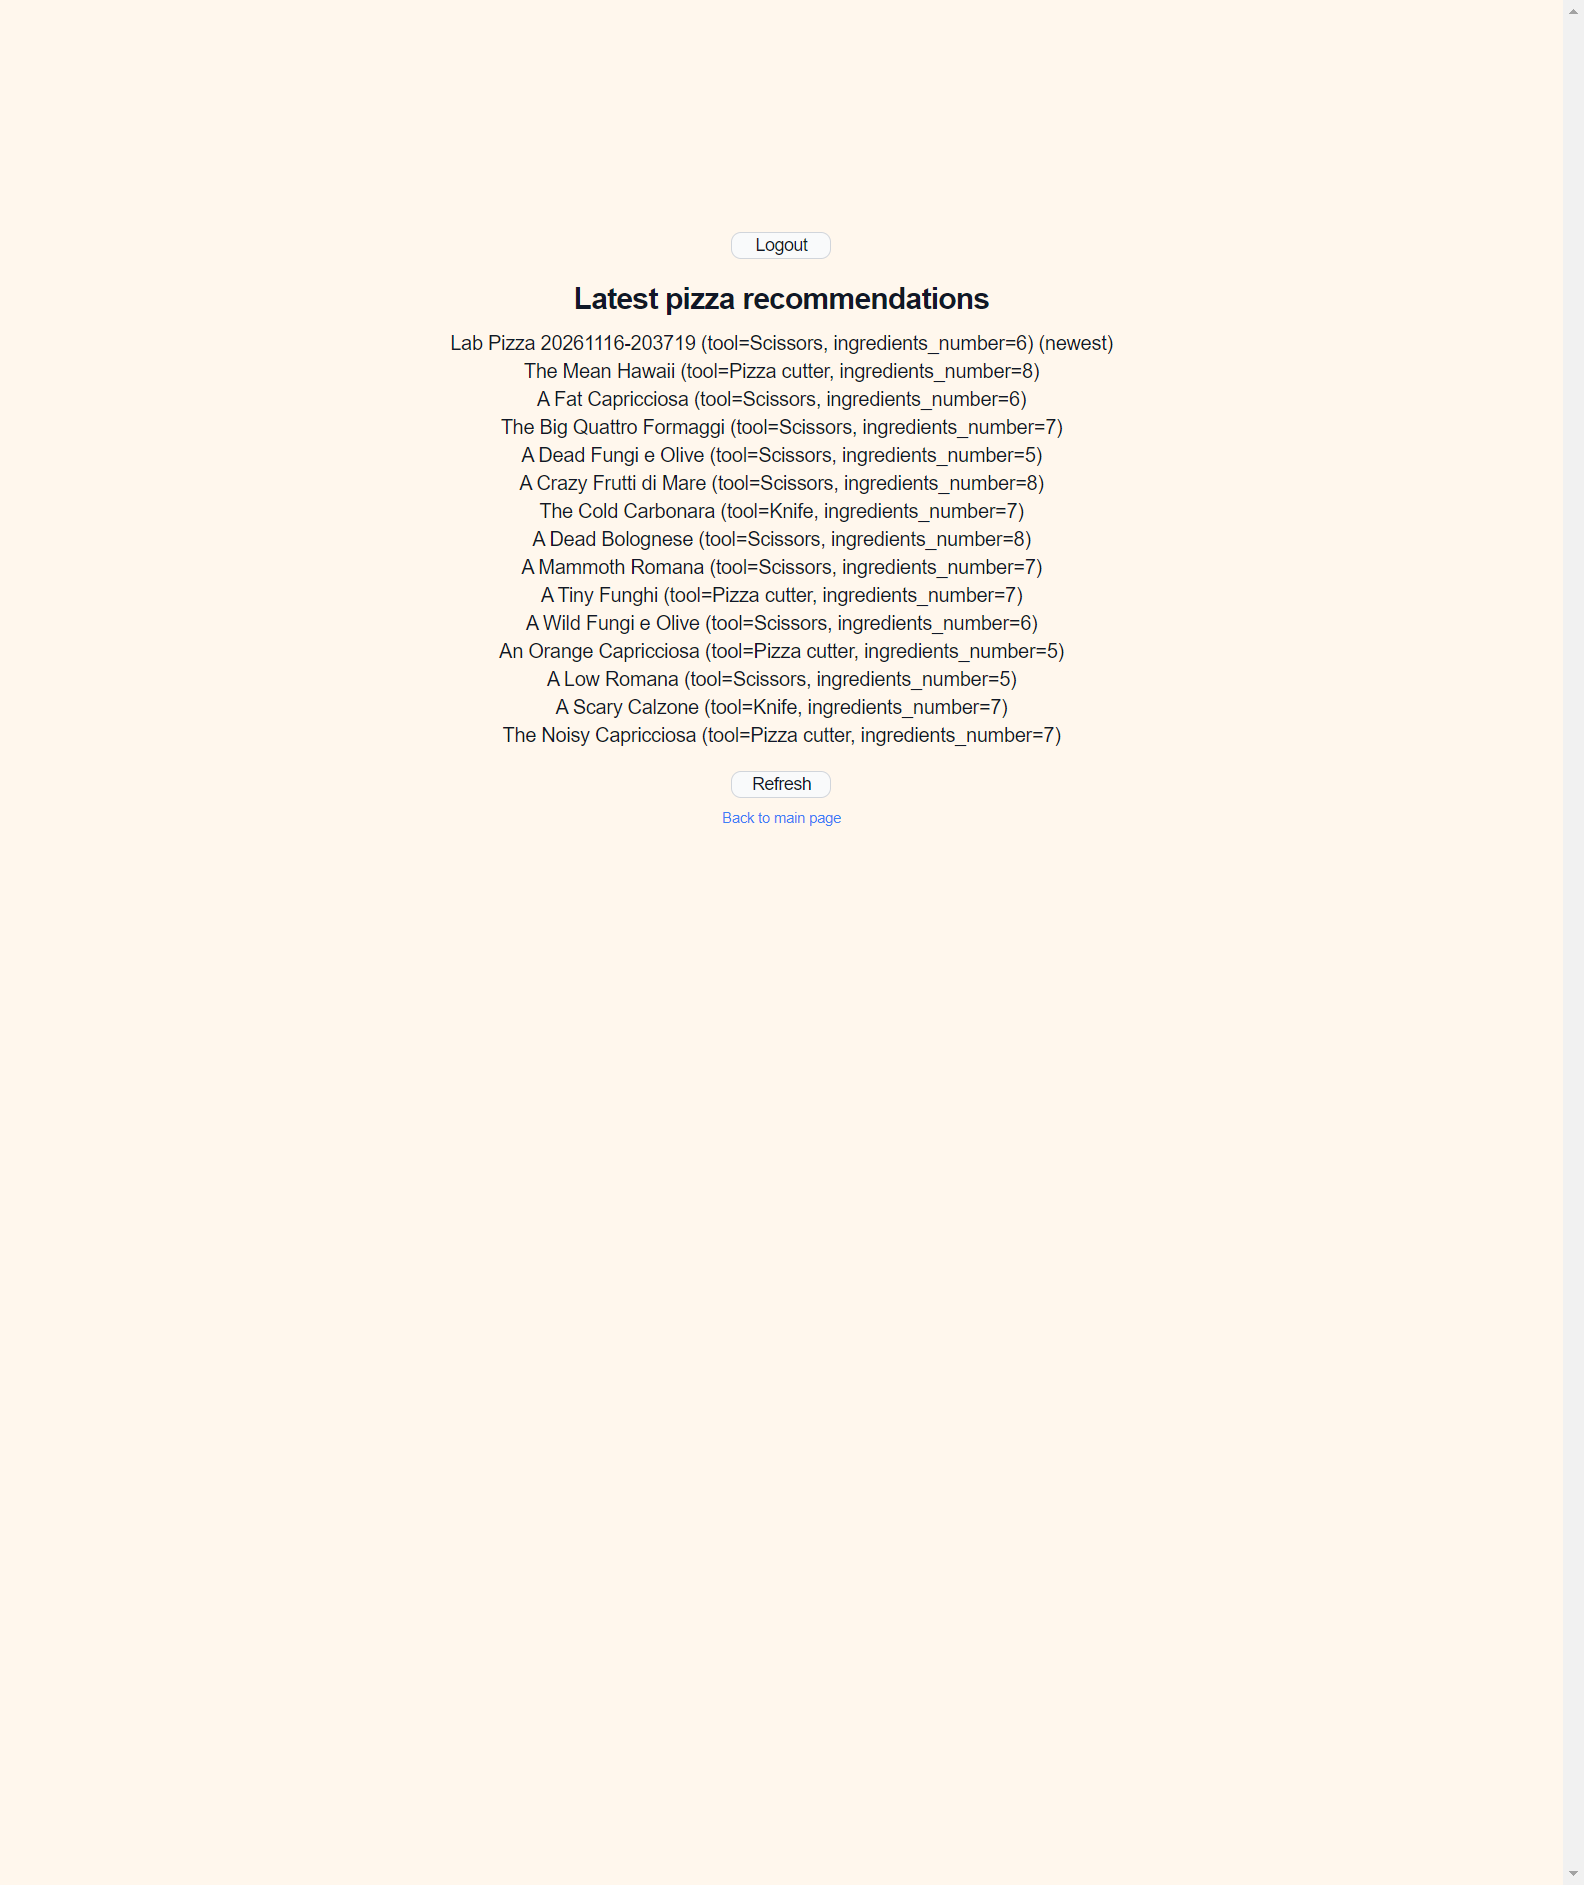 Logout
Latest pizza recommendations
Lab Pizza 20261116-203719 (tool=Scissors, ingredients_number=6) (newest)
The Mean Hawaii (tool=Pizza cutter, ingredients_number=8)
A Fat Capricciosa (tool=Scissors, ingredients_number=6)
The Big Quattro Formaggi (tool=Scissors, ingredients_number=7)
A Dead Fungi e Olive (tool=Scissors, ingredients_number=5)
A Crazy Frutti di Mare (tool=Scissors, ingredients_number=8)
The Cold Carbonara (tool=Knife, ingredients_number=7)
A Dead Bolognese (tool=Scissors, ingredients_number=8)
A Mammoth Romana (tool=Scissors, ingredients_number=7)
A Tiny Funghi (tool=Pizza cutter, ingredients_number=7)
A Wild Fungi e Olive (tool=Scissors, ingredients_number=6)
An Orange Capricciosa (tool=Pizza cutter, ingredients_number=5)
A Low Romana (tool=Scissors, ingredients_number=5)
A Scary Calzone (tool=Knife, ingredients_number=7)
The Noisy Capricciosa (tool=Pizza cutter, ingredients_number=7)
Refresh
Back to main page